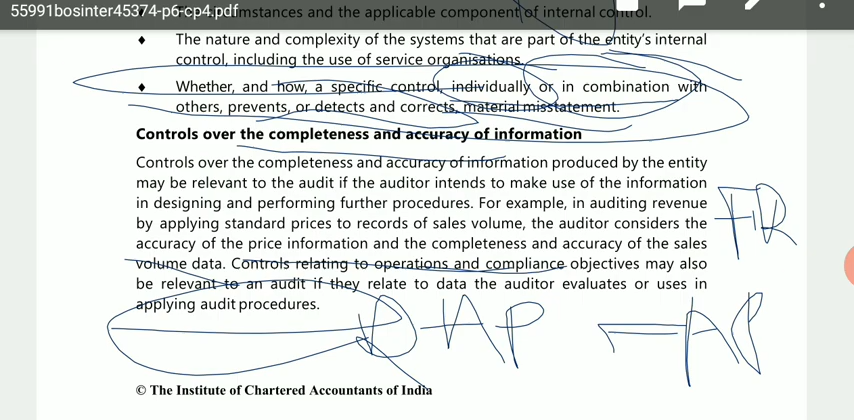 55991bosinter45374-p6-cp4.pdf
circumstances and the applicable component of internal control.
♦ The nature and complexity of the systems that are part of the entity's internal
control, including the use of service organisations.
♦ Whether, and how, a specific control, individually or in combination with
others, prevents, or detects and corrects, material misstatement.
Controls over the completeness and accuracy of information
Controls over the completeness and accuracy of information produced by the entity
may be relevant to the audit if the auditor intends to make use of the information
in designing and performing further procedures. For example, in auditing revenue
by applying standard prices to records of sales volume, the auditor considers the
accuracy of the price information and the completeness and accuracy of the sales
volume data. Controls relating to operations and compliance objectives may also
be relevant to an audit if they relate to data the auditor evaluates or uses in
applying audit procedures.
© The Institute of Chartered Accountants of India